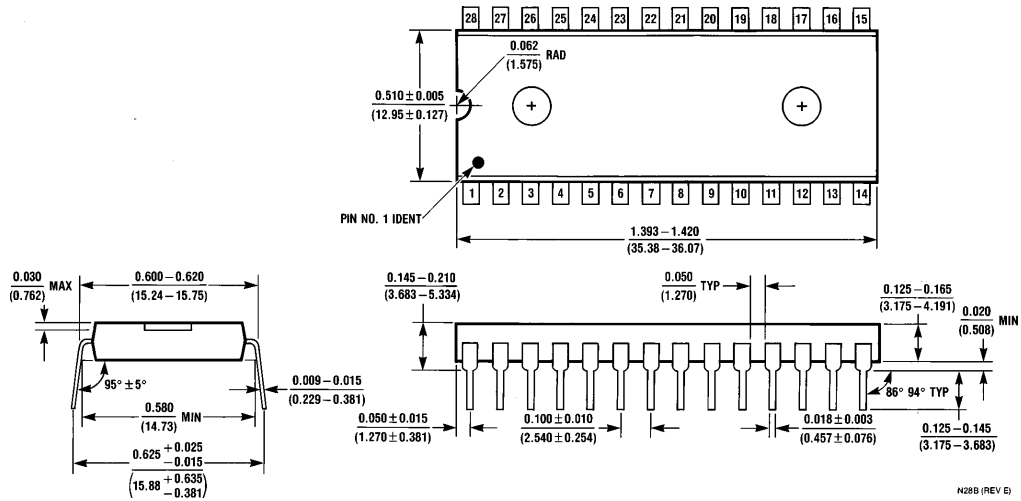 28 27 26 25 24 23 22 21 20 19 18 17 16 15
0.062
(1.575)
RAD
0.510 ± 0.005
(12.95 ± 0.127)
1 2 3 4 5 6 7 8 9 10 11 12 13 14
PIN NO. 1 IDENT
1.393 – 1.420
(35.38 – 36.07)
0.030
(0.762)
MAX
0.600 – 0.620
(15.24 – 15.75)
95° ± 5°
0.580
(14.73)
MIN
0.009 – 0.015
(0.229 – 0.381)
0.625 +0.025
-0.015
(15.88 +0.635
-0.381)
0.145 – 0.210
(3.683 – 5.334)
0.050
(1.270)
TYP
0.125 - 0.165
(3.175 – 4.191)
0.020
(0.508)
MIN
86° 94° TYP
0.050 ± 0.015
(1.270 ± 0.381)
0.100 ± 0.010
(2.540 ± 0.254)
0.018 ± 0.003
(0.457 ± 0.076)
0.125 - 0.145
(3.175 – 3.683)
N28B (REV E)